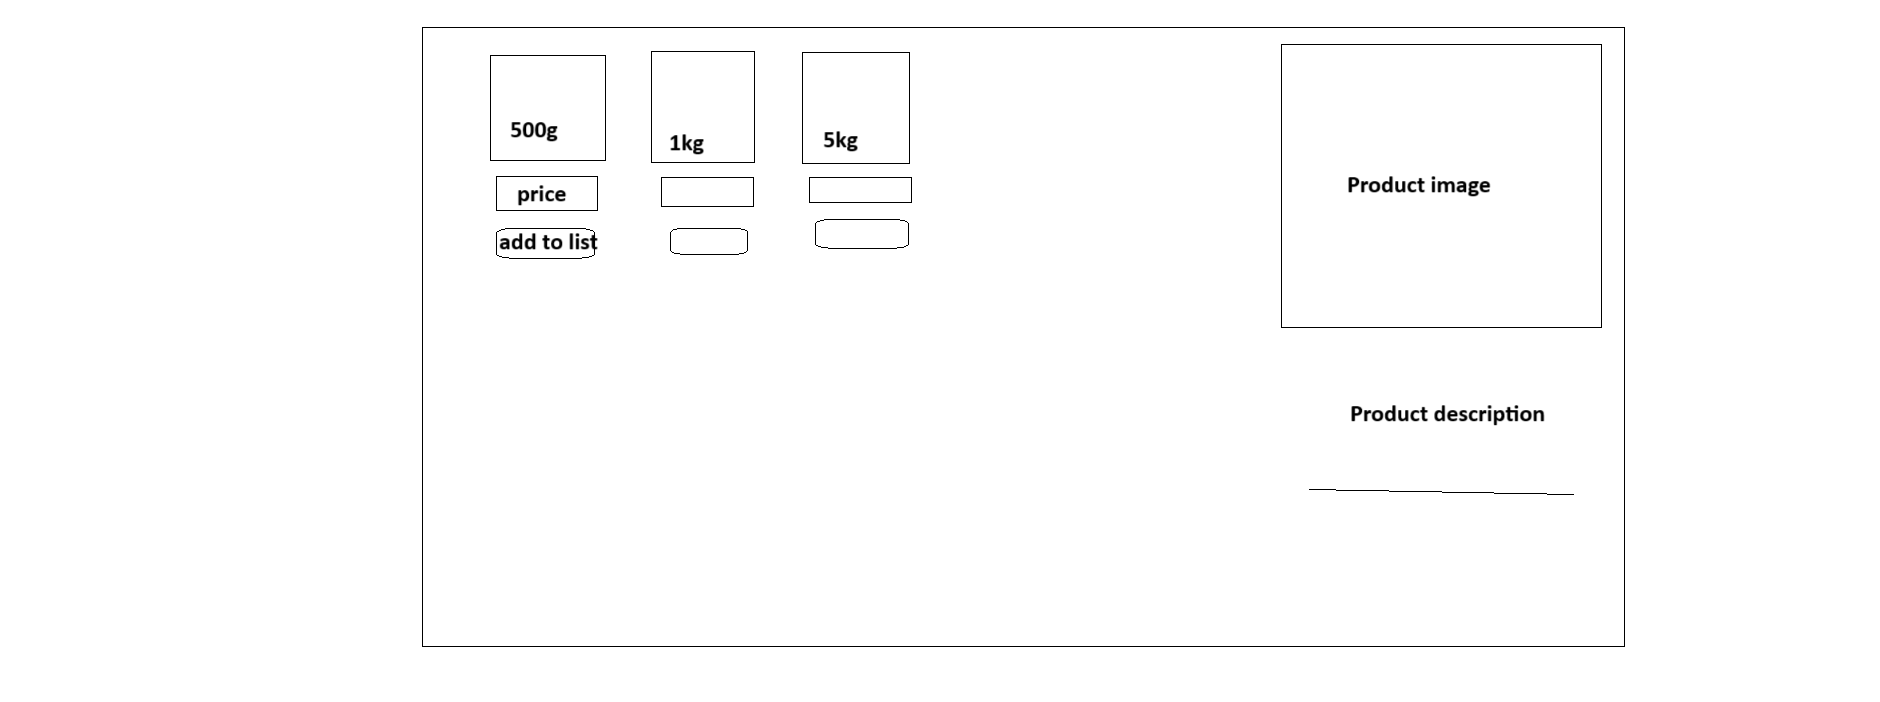 500g
1kg
5kg
price
add to list
Product image
Product description